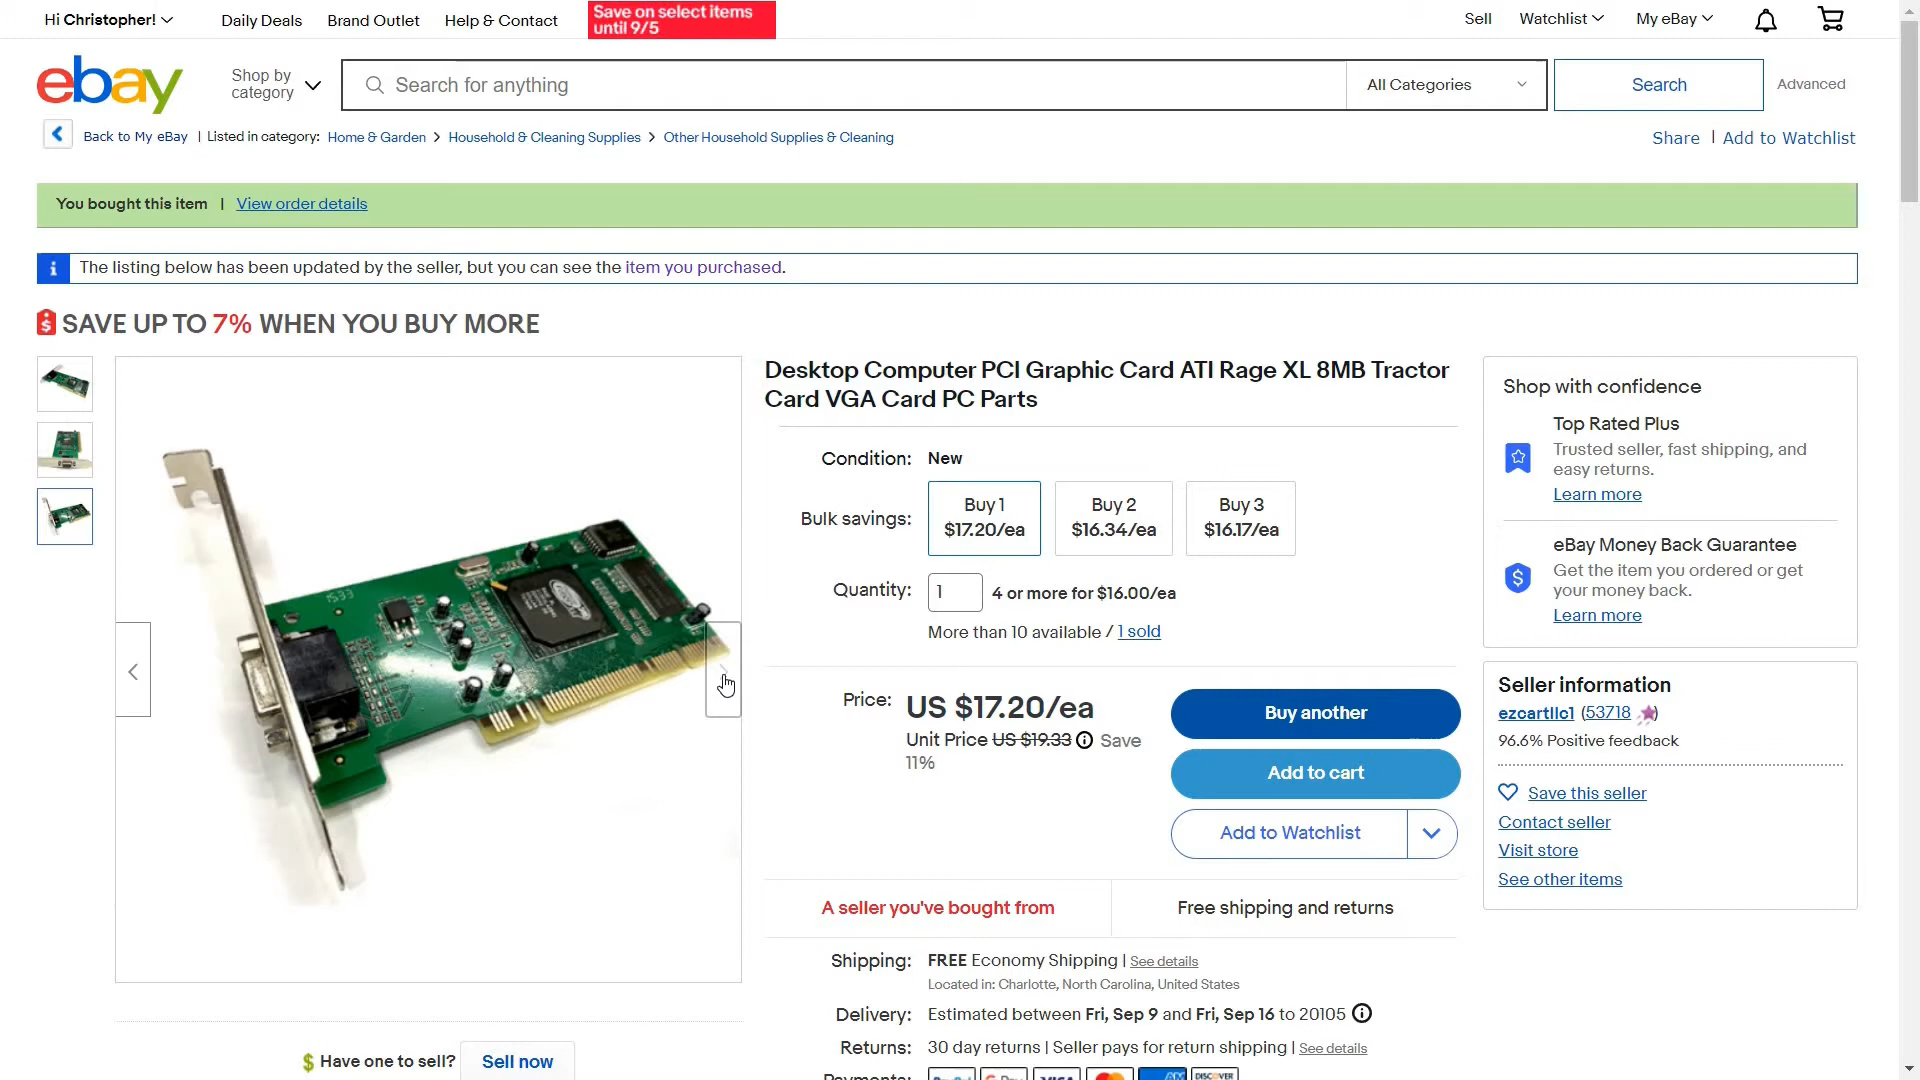 Hi Christopher!
Daily Deals
Brand Outlet
Help & Contact
Save on select items
until 9/5
Sell
Watchlist
My eBay
ebay
Shop by
category
Search for anything
All Categories
Search
Advanced
Back to My eBay | Listed in category: Home & Garden > Household & Cleaning Supplies > Other Household Supplies & Cleaning
Share | Add to Watchlist
You bought this item | View order details
The listing below has been updated by the seller, but you can see the item you purchased.
SAVE UP TO 7% WHEN YOU BUY MORE
Desktop Computer PCI Graphic Card ATI Rage XL 8MB Tractor
Card VGA Card PC Parts
Condition: New
Bulk savings:
Buy 1
$17.20/ea
Buy 2
$16.34/ea
Buy 3
$16.17/ea
Quantity: 1 4 or more for $16.00/ea
More than 10 available / 1 sold
Price: US $17.20/ea
Unit Price US $19.33 Save
11%
Buy another
Add to cart
Add to Watchlist
A seller you've bought from
Free shipping and returns
Shipping: FREE Economy Shipping | See details
Located in: Charlotte, North Carolina, United States
Delivery: Estimated between Fri, Sep 9 and Fri, Sep 16 to 20105
Returns: 30 day returns | Seller pays for return shipping | See details
Payments:
Shop with confidence
Top Rated Plus
Trusted seller, fast shipping, and
easy returns.
Learn more
eBay Money Back Guarantee
Get the item you ordered or get
your money back.
Learn more
Seller information
ezcartllc1 (53718)
96.6% Positive feedback
Save this seller
Contact seller
Visit store
See other items
1533
Have one to sell?
Sell now